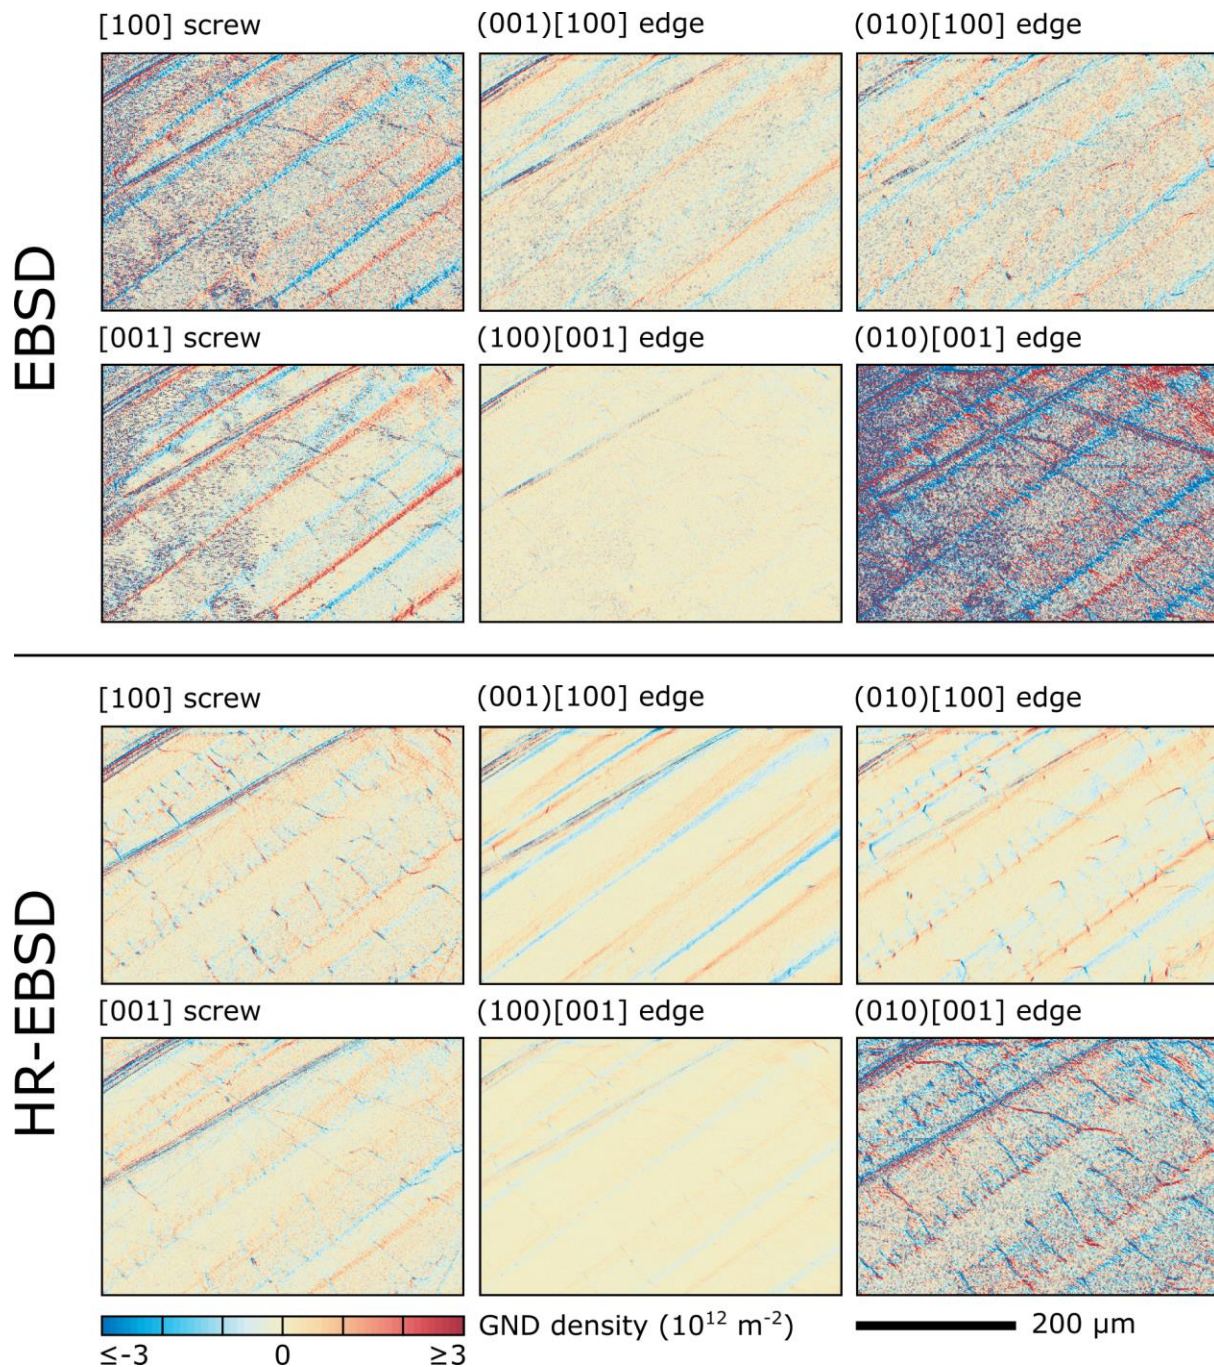 EBSD
[100] screw
(001)[100] edge
(010)[100] edge
[001] screw
(100)[001] edge
(010)[001] edge
HR-EBSD
[100] screw
(001)[100] edge
(010)[100] edge
[001] screw
(100)[001] edge
(010)[001] edge
≤-3 0 ≥3
GND density (10¹² m⁻²)
200 µm